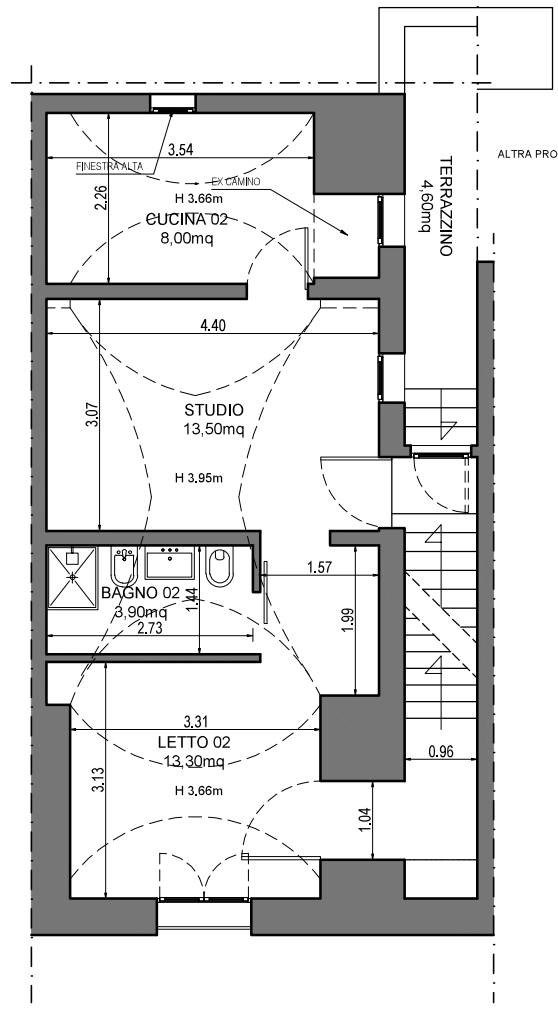 ALTRA PRO
3.54
FINESTRA ALTA
EX CAMINO
2.26
H 3.66m
CUCINA 02
8,00mq
TERRAZZINO
4,60mq
4.40
3.07
STUDIO
13,50mq
H 3.95m
1.57
BAGNO 02
3,90mq
1.44
2.73
1.99
3.31
LETTO 02
13,30mq
3.13
H 3.66m
0.96
1.04